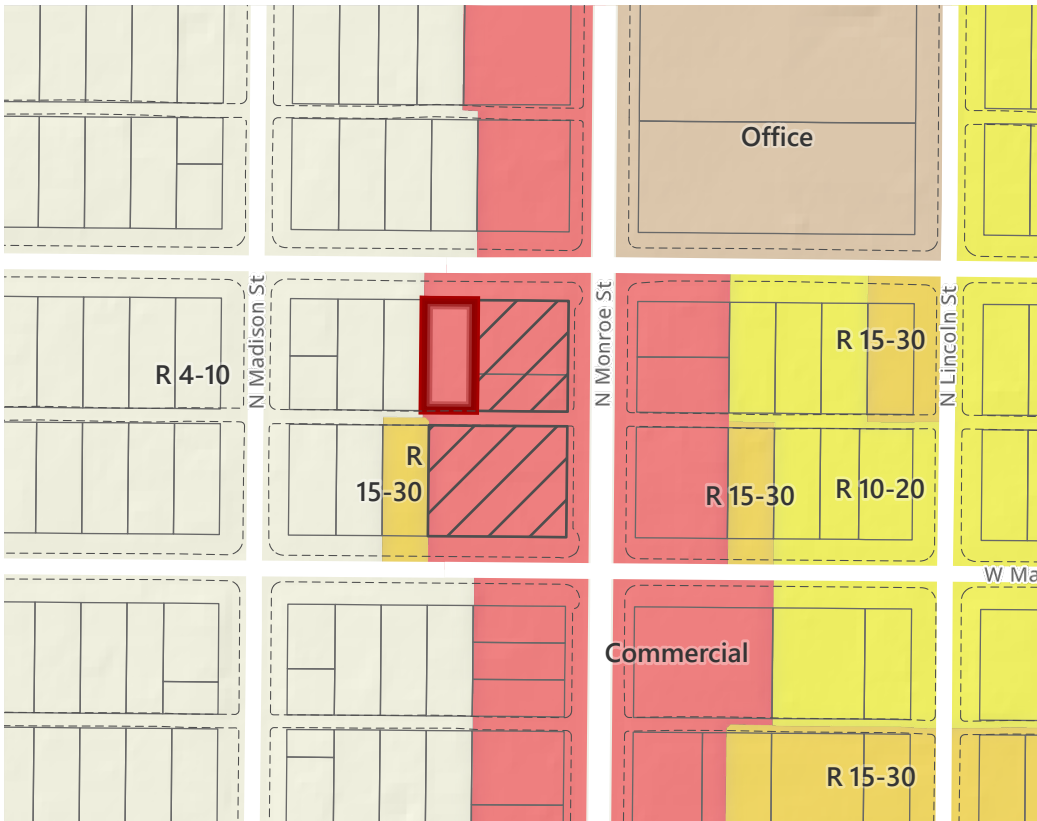 Office
N Madison St
N Monroe St
N Lincoln St
R 15-30
R 4-10
R
15-30
R 15-30
R 10-20
W Ma
Commercial
R 15-30